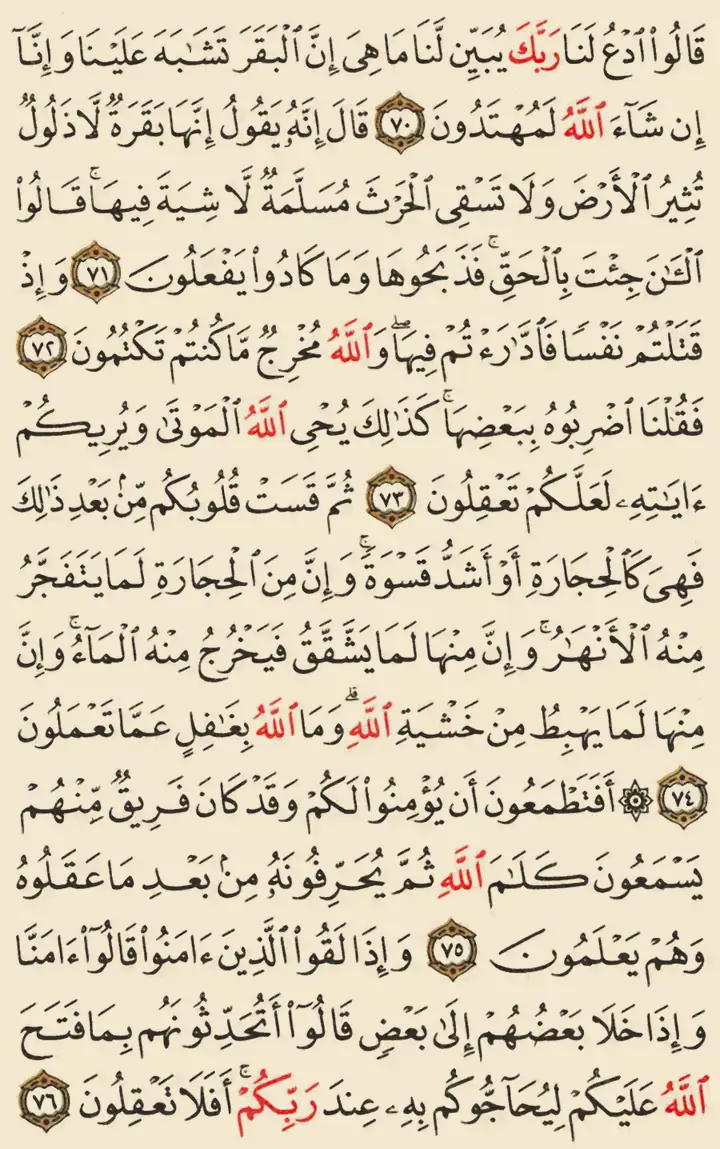 قَالُوا۟ ٱدْعُ لَنَا رَبَّكَ يُبَيِّن لَّنَا مَا هِىَ إِنَّ ٱلْبَقَرَ تَشَٰبَهَ عَلَيْنَا وَإِنَّآ
إِن شَآءَ ٱللَّهُ لَمُهْتَدُونَ ٧٠ قَالَ إِنَّهُۥ يَقُولُ إِنَّهَا بَقَرَةٌ لَّا ذَلُولٌ
تُثِيرُ ٱلْأَرْضَ وَلَا تَسْقِى ٱلْحَرْثَ مُسَلَّمَةٌ لَّا شِيَةَ فِيهَا ۚ قَالُوا۟
ٱلْـَٰٔنَ جِئْتَ بِٱلْحَقِّ ۚ فَذَبَحُوهَا وَمَا كَادُوا۟ يَفْعَلُونَ ٧١ وَإِذْ
قَتَلْتُمْ نَفْسًا فَٱدَّٰرَْٰٔتُمْ فِيهَا ۖ وَٱللَّهُ مُخْرِجٌ مَّا كُنتُمْ تَكْتُمُونَ ٧٢
فَقُلْنَا ٱضْرِبُوهُ بِبَعْضِهَا ۚ كَذَٰلِكَ يُحْىِ ٱللَّهُ ٱلْمَوْتَىٰ وَيُرِيكُمْ
ءَايَٰتِهِۦ لَعَلَّكُمْ تَعْقِلُونَ ٧٣ ثُمَّ قَسَتْ قُلُوبُكُم مِّنۢ بَعْدِ ذَٰلِكَ
فَهِىَ كَٱلْحِجَارَةِ أَوْ أَشَدُّ قَسْوَةً ۚ وَإِنَّ مِنَ ٱلْحِجَارَةِ لَمَا يَتَفَجَّرُ
مِنْهُ ٱلْأَنْهَٰرُ ۚ وَإِنَّ مِنْهَا لَمَا يَشَّقَّقُ فَيَخْرُجُ مِنْهُ ٱلْمَآءُ ۚ وَإِنَّ
مِنْهَا لَمَا يَهْبِطُ مِنْ خَشْيَةِ ٱللَّهِ ۗ وَمَا ٱللَّهُ بِغَٰفِلٍ عَمَّا تَعْمَلُونَ
٧٤ ۞ أَفَتَطْمَعُونَ أَن يُؤْمِنُوا۟ لَكُمْ وَقَدْ كَانَ فَرِيقٌ مِّنْهُمْ
يَسْمَعُونَ كَلَٰمَ ٱللَّهِ ثُمَّ يُحَرِّفُونَهُۥ مِنۢ بَعْدِ مَا عَقَلُوهُ
وَهُمْ يَعْلَمُونَ ٧٥ وَإِذَا لَقُوا۟ ٱلَّذِينَ ءَامَنُوا۟ قَالُوٓا۟ ءَامَنَّا
وَإِذَا خَلَا بَعْضُهُمْ إِلَىٰ بَعْضٍ قَالُوٓا۟ أَتُحَدِّثُونَهُم بِمَا فَتَحَ
ٱللَّهُ عَلَيْكُمْ لِيُحَآجُّوكُم بِهِۦ عِندَ رَبِّكُمْ ۚ أَفَلَا تَعْقِلُونَ ٧٦